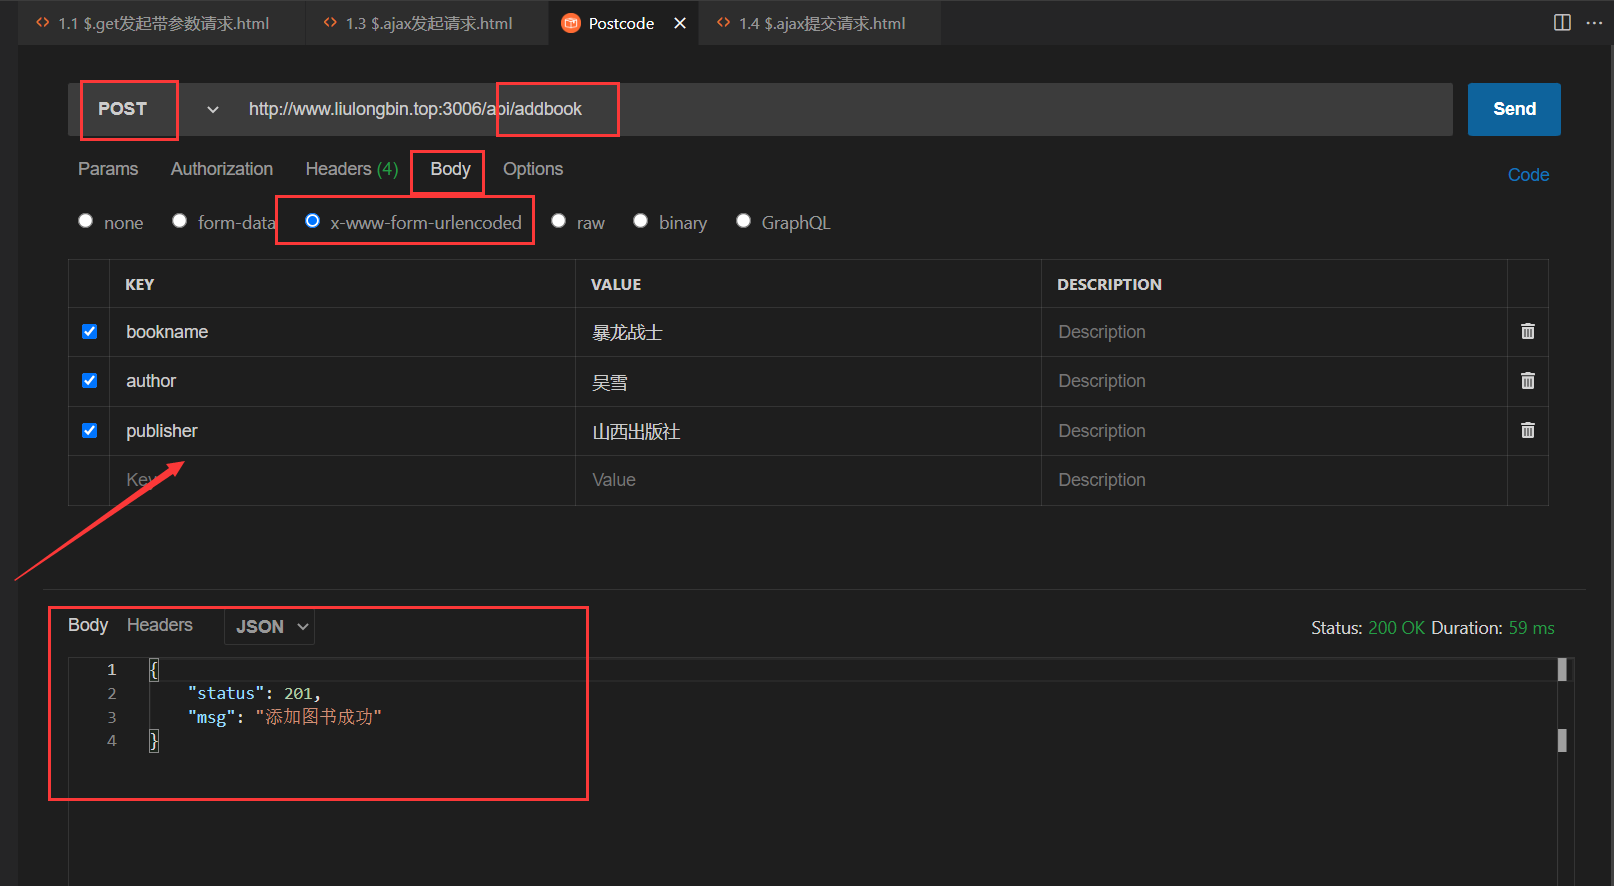 1.1 $.get发起带参数请求.html 1.3 $.ajax发起请求.html Postcode 1.4 $.ajax提交请求.html
POST http://www.liulongbin.top:3006/api/addbook Send
Params Authorization Headers (4) Body Options Code
none form-data x-www-form-urlencoded raw binary GraphQL
KEY VALUE DESCRIPTION
bookname 暴龙战士 Description
author 吴雪 Description
publisher 山西出版社 Description
Key Value Description
Body Headers JSON Status: 200 OK Duration: 59 ms
1 {
2 "status": 201,
3 "msg": "添加图书成功"
4 }